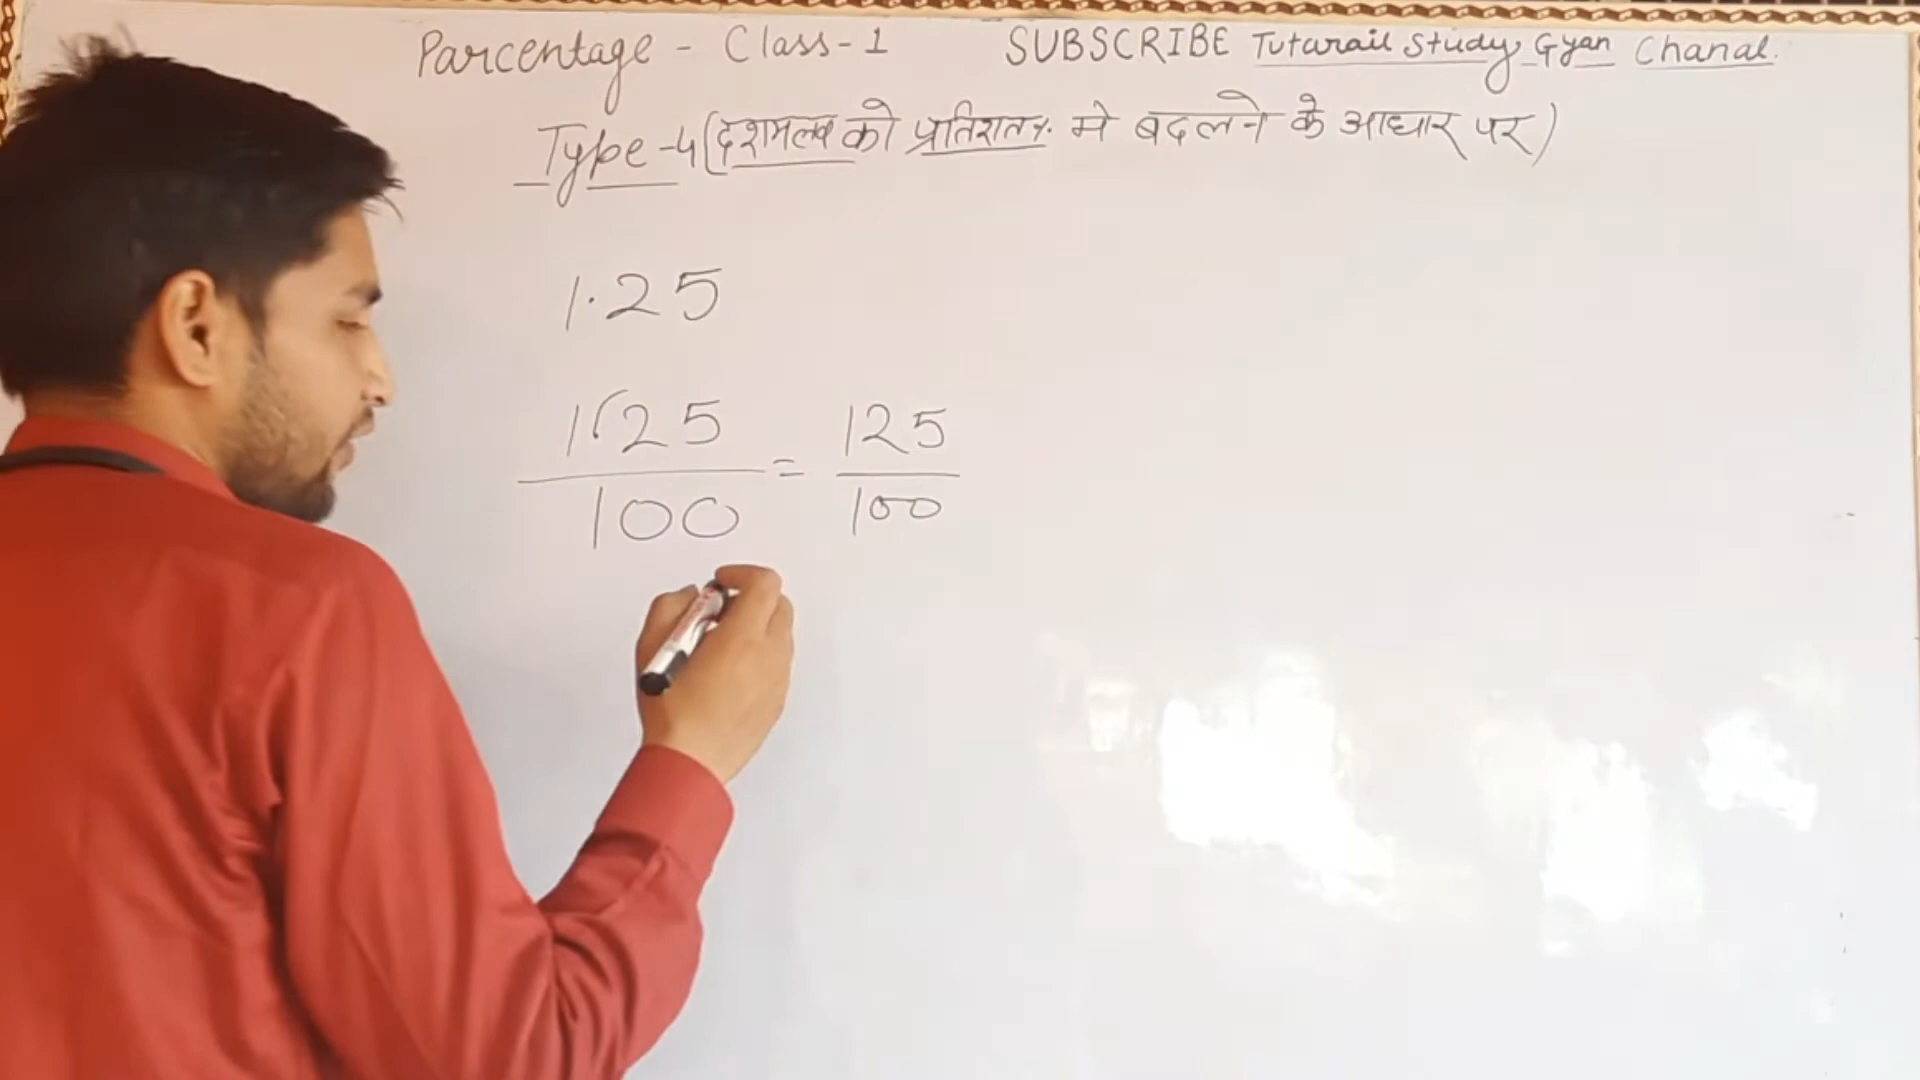 Parcentage - Class-1 SUBSCRIBE Tutarail Study Gyan Chanal.
Type-4 (दशमलव को प्रतिशत % मे बदलने के आधार पर)
1.25
1.25/100 = 125/100